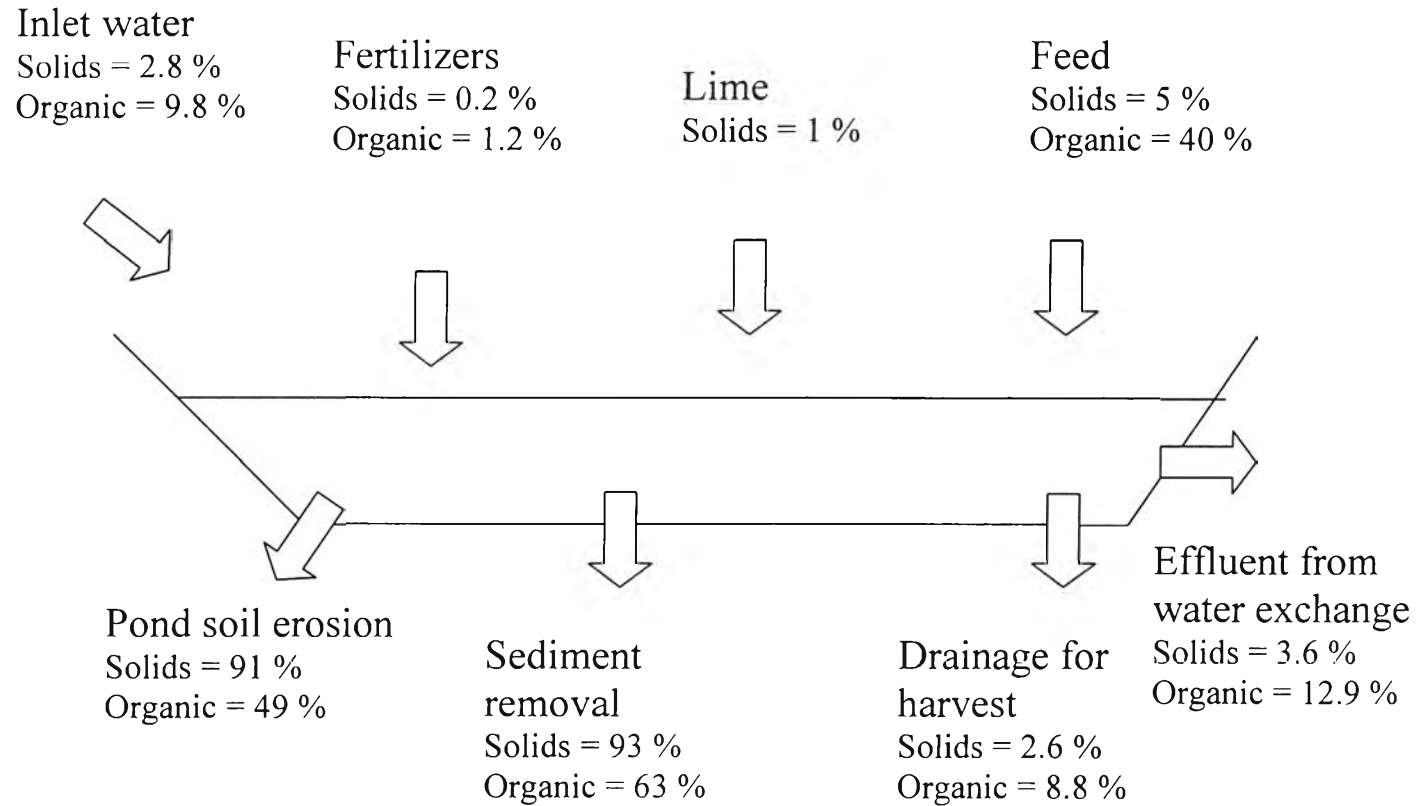 Inlet water
Solids = 2.8 %
Organic = 9.8 %
Fertilizers
Solids = 0.2 %
Organic = 1.2 %
Lime
Solids = 1 %
Feed
Solids = 5 %
Organic = 40 %
Pond soil erosion
Solids = 91 %
Organic = 49 %
Sediment
removal
Solids = 93 %
Organic = 63 %
Drainage for
harvest
Solids = 2.6 %
Organic = 8.8 %
Effluent from
water exchange
Solids = 3.6 %
Organic = 12.9 %